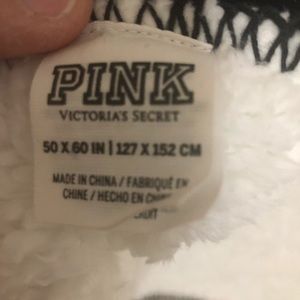 PINK
VICTORIA'S SECRET
50 X 60 IN | 127 X 152 CM
MADE IN CHINA / FABRIQUÉ EN
CHINE / HECHO EN